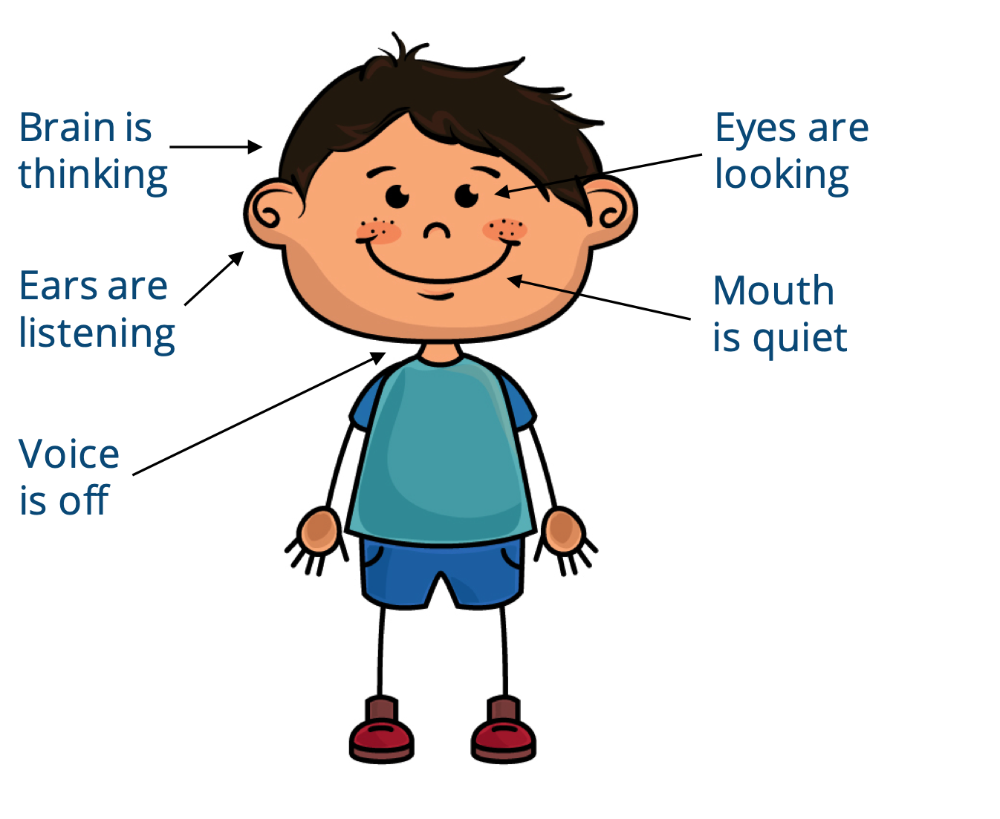 Brain is
thinking
Ears are
listening
Voice
is off
Eyes are
looking
Mouth
is quiet